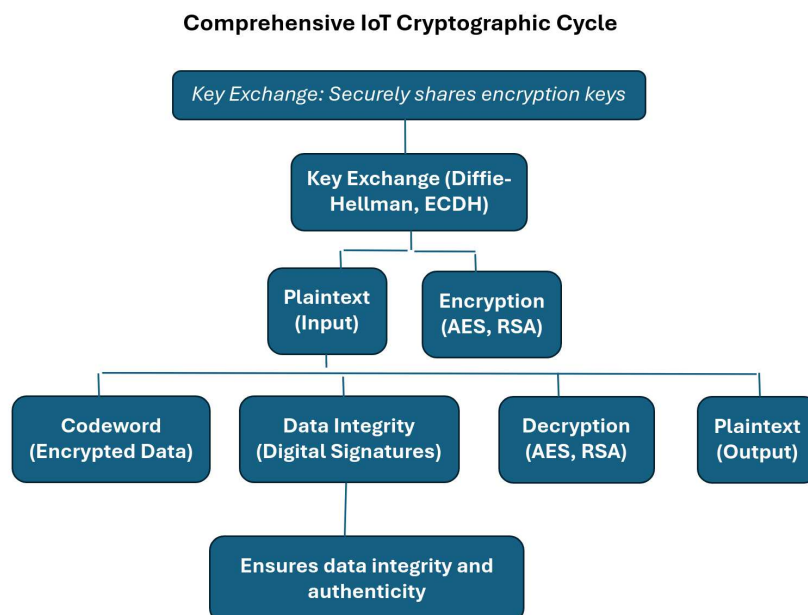 Comprehensive IoT Cryptographic Cycle
Key Exchange: Securely shares encryption keys
Key Exchange (Diffie-
Hellman, ECDH)
Plaintext
(Input)
Encryption
(AES, RSA)
Codeword
(Encrypted Data)
Data Integrity
(Digital Signatures)
Decryption
(AES, RSA)
Plaintext
(Output)
Ensures data integrity and
authenticity